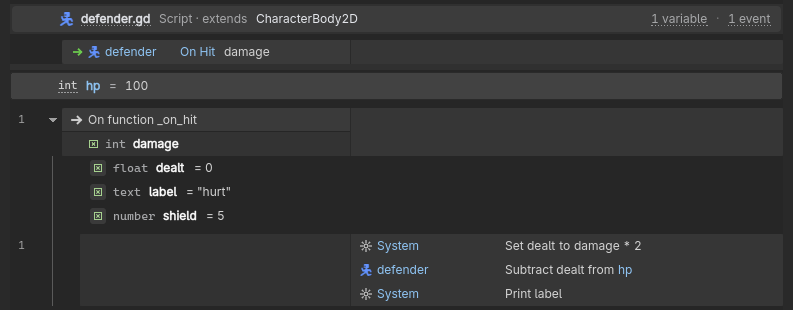 defender.gd Script · extends CharacterBody2D 1 variable · 1 event
defender On Hit damage
int hp = 100
1 On function _on_hit
int damage
float dealt = 0
text label = "hurt"
number shield = 5
1 System Set dealt to damage * 2
defender Subtract dealt from hp
System Print label